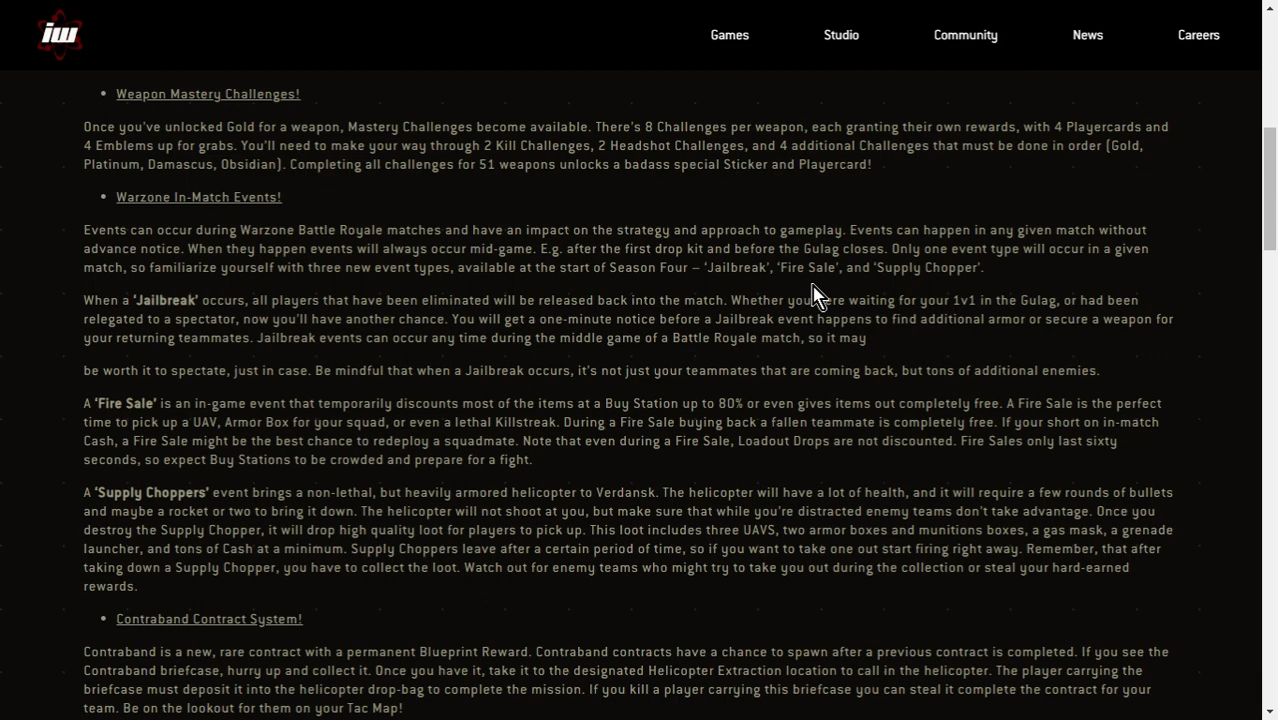 iw
Games
Studio
Community
News
Careers
• Weapon Mastery Challenges!
Once you've unlocked Gold for a weapon, Mastery Challenges become available. There's 8 Challenges per weapon, each granting their own rewards, with 4 Playercards and
4 Emblems up for grabs. You'll need to make your way through 2 Kill Challenges, 2 Headshot Challenges, and 4 additional Challenges that must be done in order (Gold,
Platinum, Damascus, Obsidian). Completing all challenges for 51 weapons unlocks a badass special Sticker and Playercard!
• Warzone In-Match Events!
Events can occur during Warzone Battle Royale matches and have an impact on the strategy and approach to gameplay. Events can happen in any given match without
advance notice. When they happen events will always occur mid-game. E.g. after the first drop kit and before the Gulag closes. Only one event type will occur in a given
match, so familiarize yourself with three new event types, available at the start of Season Four – ‘Jailbreak’, ‘Fire Sale’, and ‘Supply Chopper’.
When a ‘Jailbreak’ occurs, all players that have been eliminated will be released back into the match. Whether you're waiting for your 1v1 in the Gulag, or had been
relegated to a spectator, now you'll have another chance. You will get a one-minute notice before a Jailbreak event happens to find additional armor or secure a weapon for
your returning teammates. Jailbreak events can occur any time during the middle game of a Battle Royale match, so it may
be worth it to spectate, just in case. Be mindful that when a Jailbreak occurs, it's not just your teammates that are coming back, but tons of additional enemies.
A ‘Fire Sale’ is an in-game event that temporarily discounts most of the items at a Buy Station up to 80% or even gives items out completely free. A Fire Sale is the perfect
time to pick up a UAV, Armor Box for your squad, or even a lethal Killstreak. During a Fire Sale buying back a fallen teammate is completely free. If your short on in-match
Cash, a Fire Sale might be the best chance to redeploy a squadmate. Note that even during a Fire Sale, Loadout Drops are not discounted. Fire Sales only last sixty
seconds, so expect Buy Stations to be crowded and prepare for a fight.
A ‘Supply Choppers’ event brings a non-lethal, but heavily armored helicopter to Verdansk. The helicopter will have a lot of health, and it will require a few rounds of bullets
and maybe a rocket or two to bring it down. The helicopter will not shoot at you, but make sure that while you're distracted enemy teams don't take advantage. Once you
destroy the Supply Chopper, it will drop high quality loot for players to pick up. This loot includes three UAVS, two armor boxes and munitions boxes, a gas mask, a grenade
launcher, and tons of Cash at a minimum. Supply Choppers leave after a certain period of time, so if you want to take one out start firing right away. Remember, that after
taking down a Supply Chopper, you have to collect the loot. Watch out for enemy teams who might try to take you out during the collection or steal your hard-earned
rewards.
• Contraband Contract System!
Contraband is a new, rare contract with a permanent Blueprint Reward. Contraband contracts have a chance to spawn after a previous contract is completed. If you see the
Contraband briefcase, hurry up and collect it. Once you have it, take it to the designated Helicopter Extraction location to call in the helicopter. The player carrying the
briefcase must deposit it into the helicopter drop-bag to complete the mission. If you kill a player carrying this briefcase you can steal it complete the contract for your
team. Be on the lookout for them on your Tac Map!